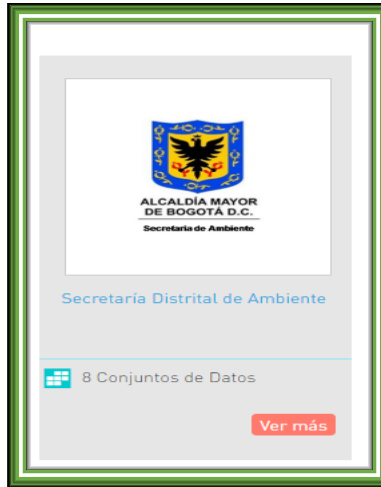 ALCALDÍA MAYOR
DE BOGOTÁ D.C.
Secretaría de Ambiente
Secretaría Distrital de Ambiente
8 Conjuntos de Datos
Ver más